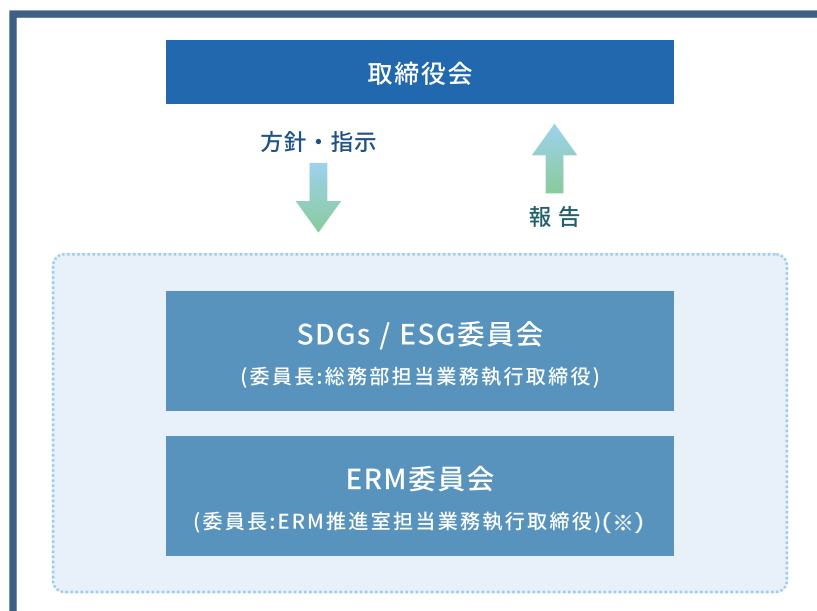 取締役会
方針・指示
報告
SDGs / ESG委員会
(委員長:総務部担当業務執行取締役)
ERM委員会
(委員長:ERM推進室担当業務執行取締役)(※)